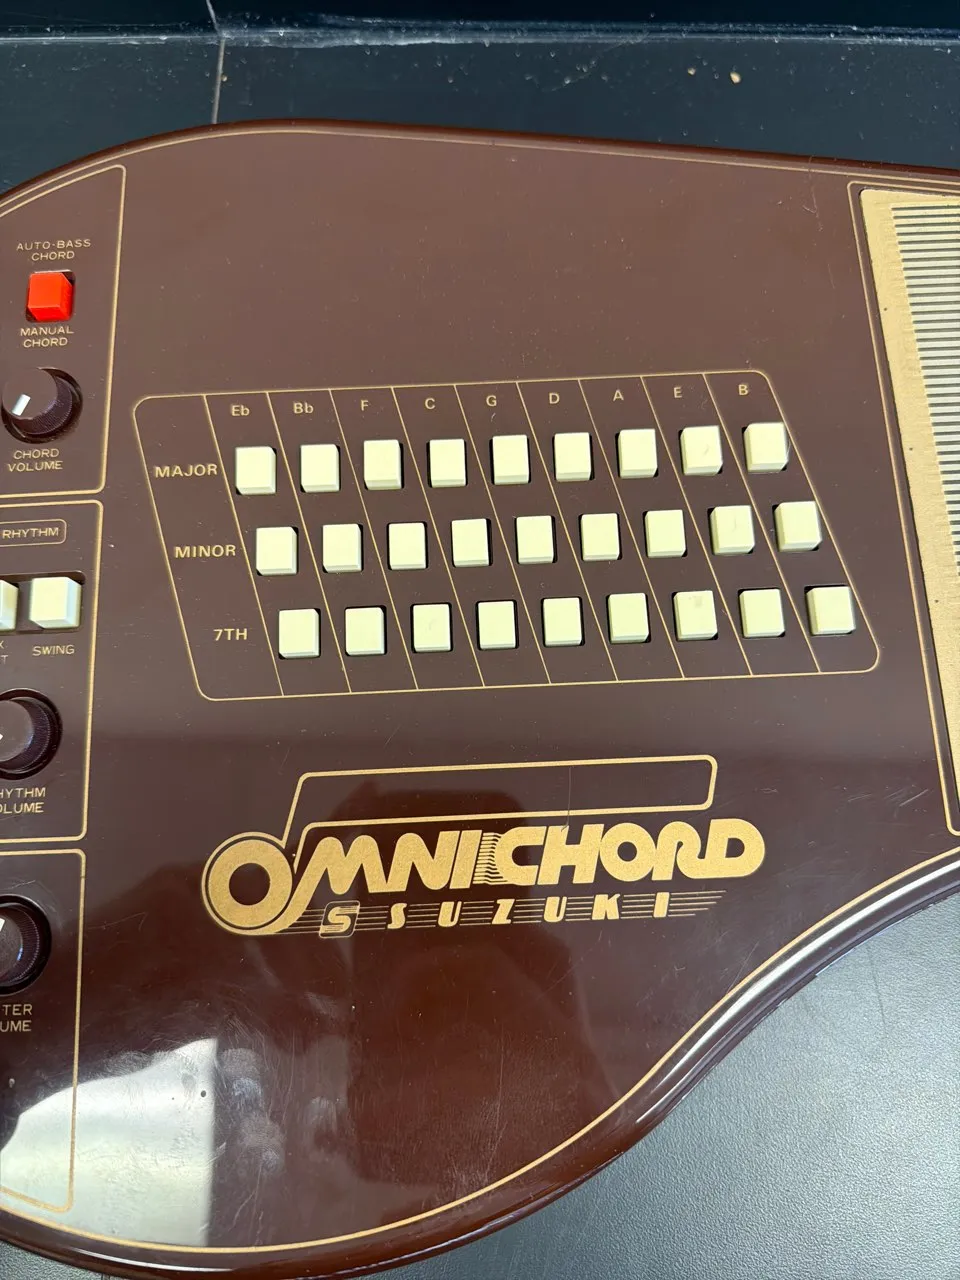 AUTO-BASS
CHORD
MANUAL
CHORD
CHORD
VOLUME
RHYTHM
SWING
Eb Bb F C G D A E B
MAJOR
MINOR
7TH
OMNICHORD
S SUZUKI